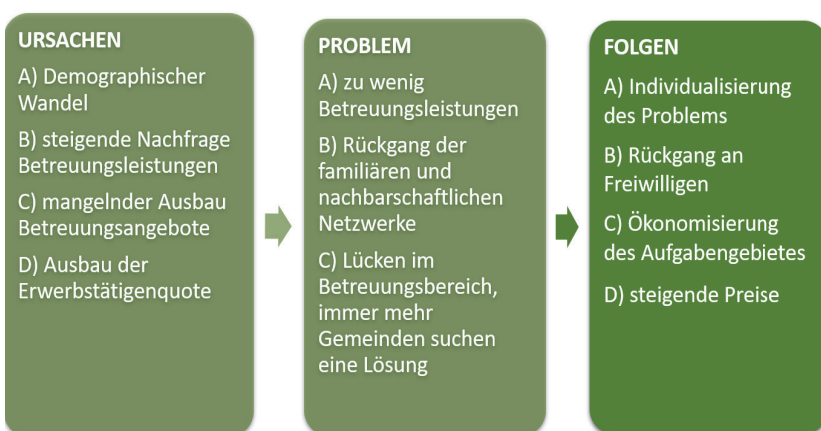 URSACHEN
A) Demographischer
Wandel
B) steigende Nachfrage
Betreuungsleistungen
C) mangelnder Ausbau
Betreuungsangebote
D) Ausbau der
Erwerbstätigenquote
PROBLEM
A) zu wenig
Betreuungsleistungen
B) Rückgang der
familiären und
nachbarschaftlichen
Netzwerke
C) Lücken im
Betreuungsbereich,
immer mehr
Gemeinden suchen
eine Lösung
FOLGEN
A) Individualisierung
des Problems
B) Rückgang an
Freiwilligen
C) Ökonomisierung
des Aufgabengebietes
D) steigende Preise